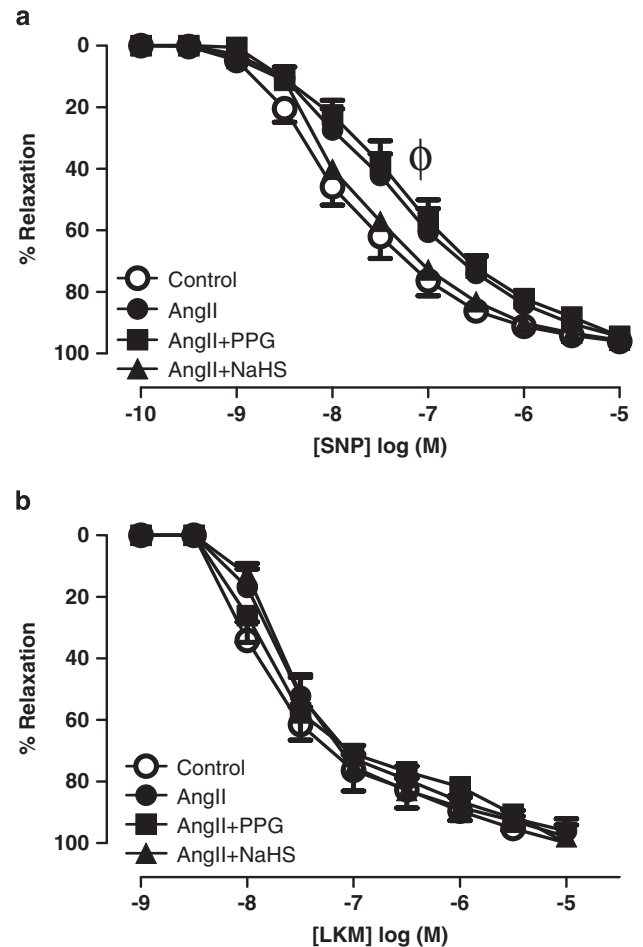 a
0
20
40
60
80
100
% Relaxation
ϕ
Control
AngII
AngII+PPG
AngII+NaHS
-10 -9 -8 -7 -6 -5
[SNP] log (M)
b
0
20
40
60
80
100
% Relaxation
Control
AngII
AngII+PPG
AngII+NaHS
-9 -8 -7 -6 -5
[LKM] log (M)